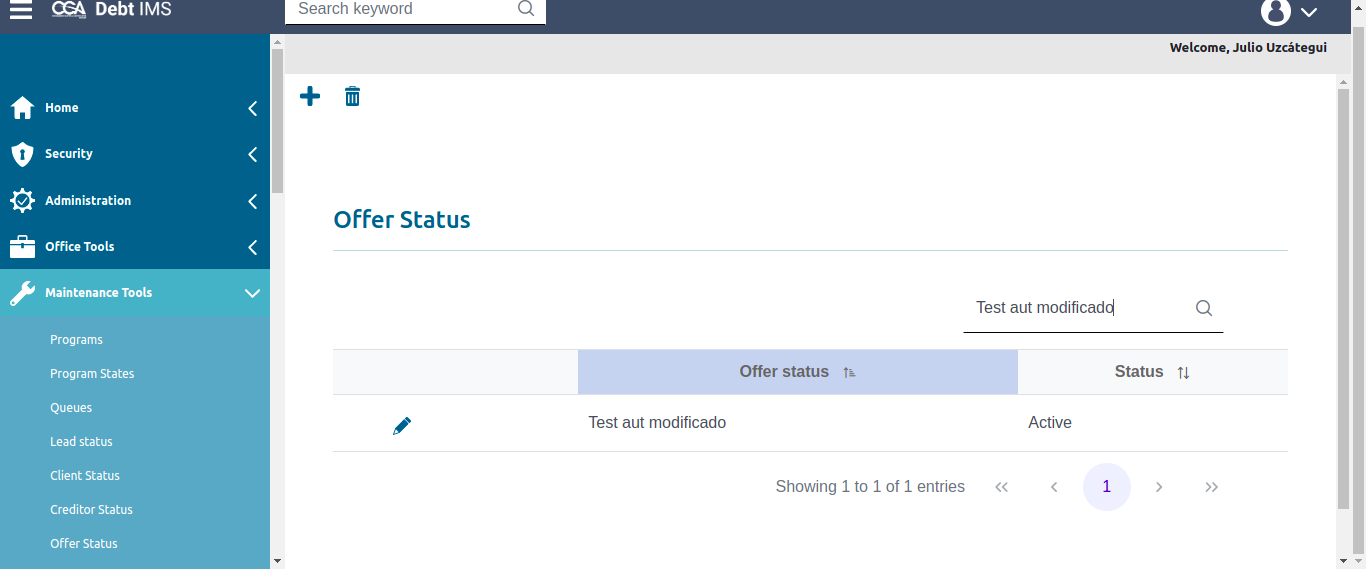 CGA Debt IMS
Search keyword
Welcome, Julio Uzcátegui
Home
Security
Administration
Office Tools
Maintenance Tools
Programs
Program States
Queues
Lead status
Client Status
Creditor Status
Offer Status
Offer Status
Test aut modificado
Offer status Status
Test aut modificado Active
Showing 1 to 1 of 1 entries
1